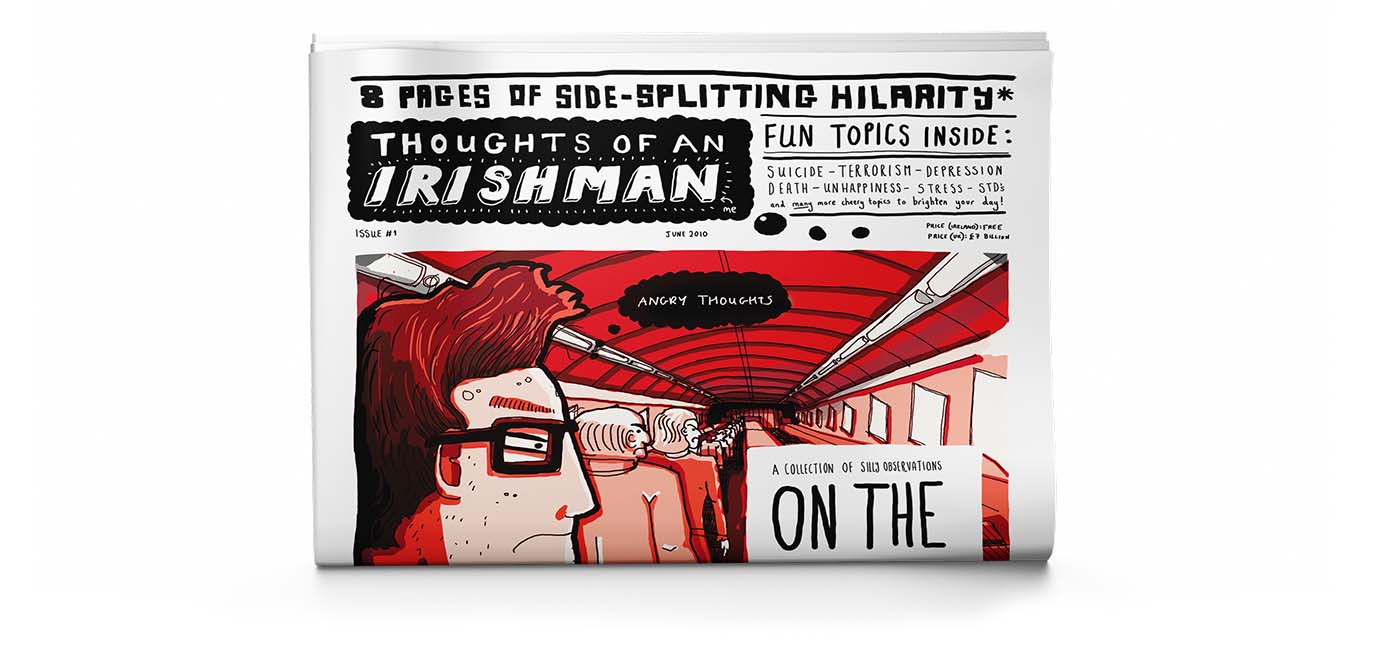 8 PAGES OF SIDE-SPLITTING HILARITY*
THOUGHTS OF AN
IRISHMAN
me
FUN TOPICS INSIDE:
SUICIDE - TERRORISM - DEPRESSION
DEATH - UNHAPPINESS - STRESS - STD's
and many more cheery topics to brighten your day!
ISSUE #1
JUNE 2010
PRICE (IRELAND): FREE
PRICE (UK): £7 BILLION
ANGRY THOUGHTS
A COLLECTION OF SILLY OBSERVATIONS
ON THE